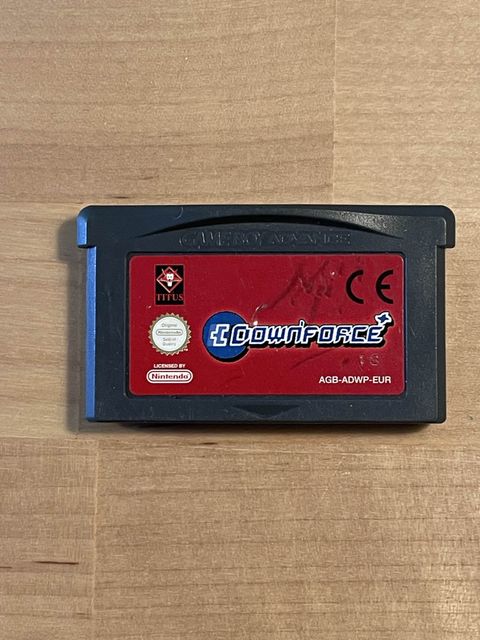 GAME BOY ADVANCE
TITUS
CE
Original
Nintendo
Seal of
Quality
DOWNFORCE
LICENSED BY
Nintendo
AGB-ADWP-EUR